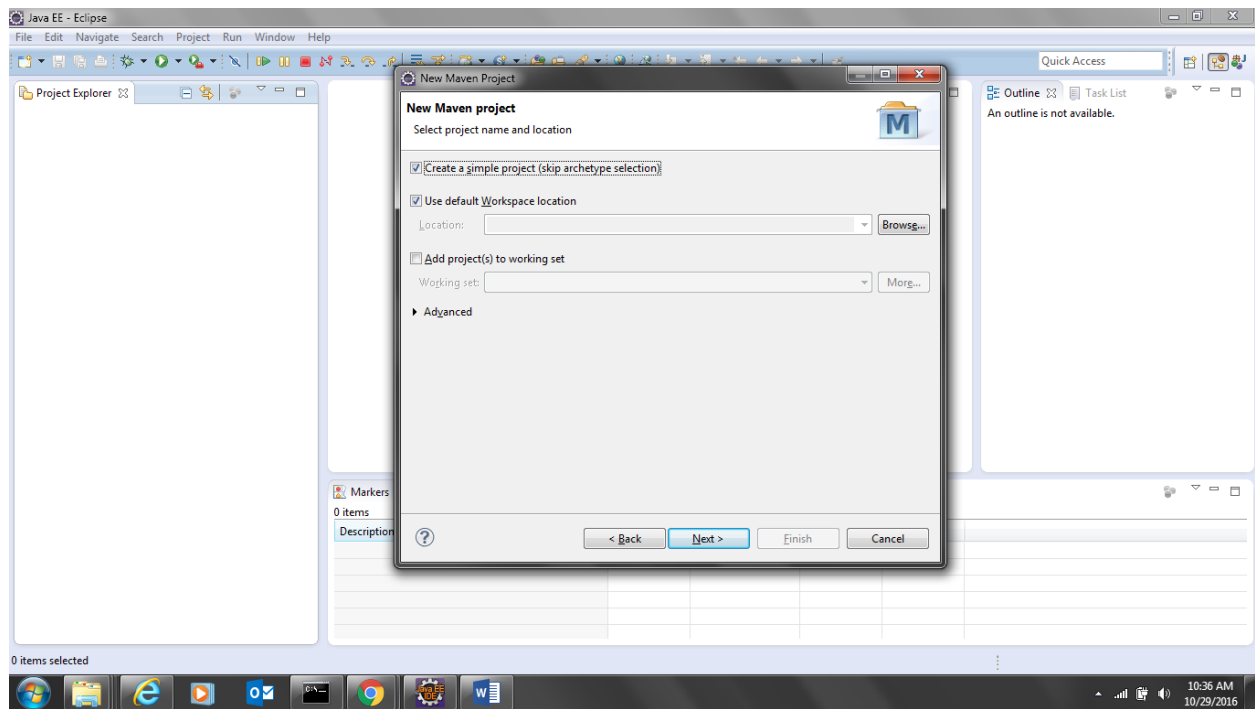 Java EE - Eclipse
File Edit Navigate Search Project Run Window Help
Quick Access
Project Explorer
New Maven Project
New Maven project
Select project name and location
M
Create a simple project (skip archetype selection)
Use default Workspace location
Location:
Browse...
Add project(s) to working set
Working set:
More...
Advanced
< Back Next > Finish Cancel
Outline Task List
An outline is not available.
Markers
0 items
Description
0 items selected
Java EE
IDE
10:36 AM
10/29/2016